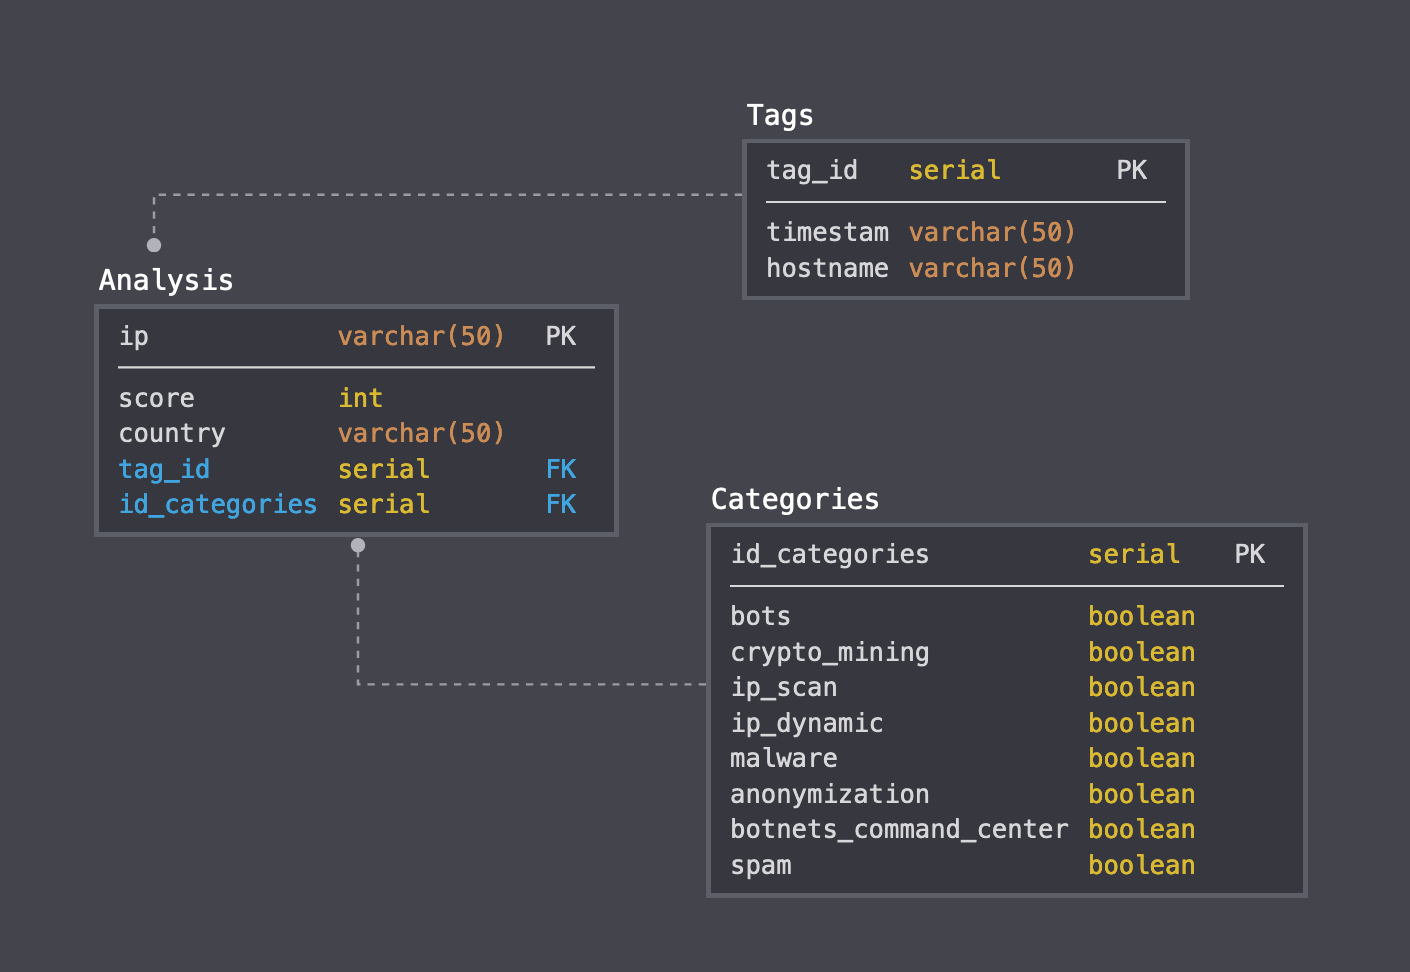 Tags
tag_id serial PK
timestam varchar(50)
hostname varchar(50)
Analysis
ip varchar(50) PK
score int
country varchar(50)
tag_id serial FK
id_categories serial FK
Categories
id_categories serial PK
bots boolean
crypto_mining boolean
ip_scan boolean
ip_dynamic boolean
malware boolean
anonymization boolean
botnets_command_center boolean
spam boolean